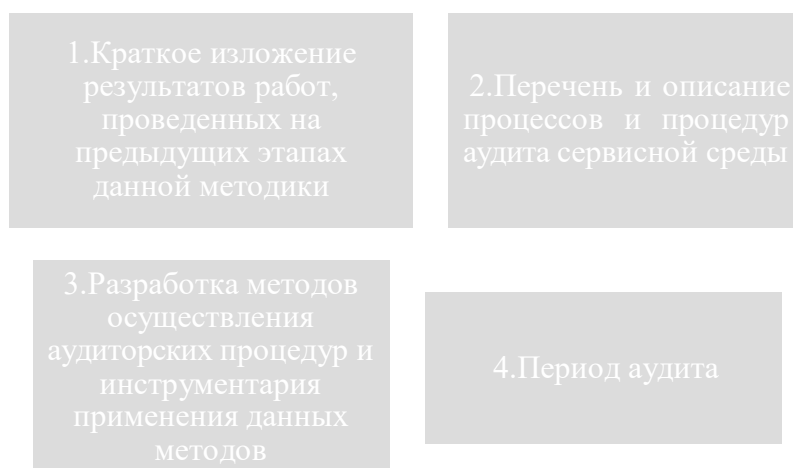 1.Краткое изложение
результатов работ,
проведенных на
предыдущих этапах
данной методики
2.Перечень и описание
процессов и процедур
аудита сервисной среды
3.Разработка методов
осуществления
аудиторских процедур и
инструментария
применения данных
методов
4.Период аудита